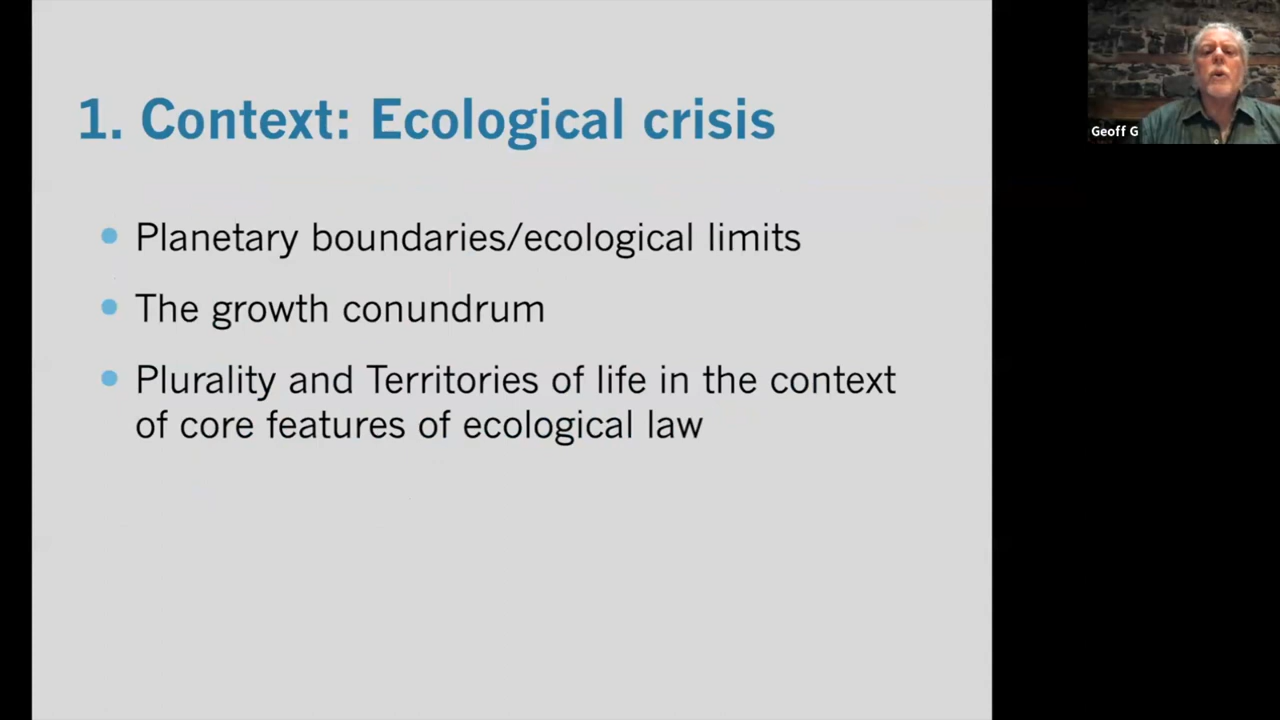 1. Context: Ecological crisis
Planetary boundaries/ecological limits
The growth conundrum
Plurality and Territories of life in the context
of core features of ecological law
Geoff G